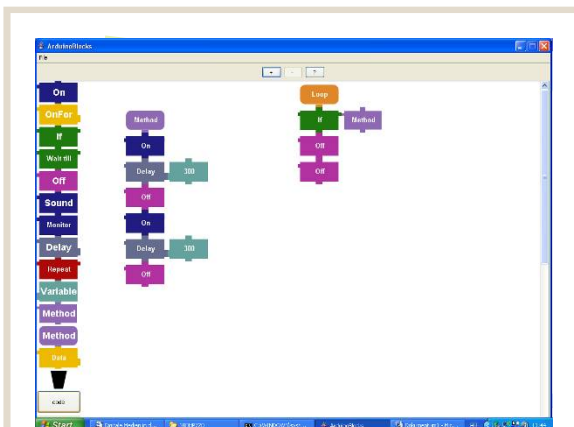 ArduinoBlocks
File
+ - ?
On
OnFor
If
Wait till
Off
Sound
Monitor
Delay
Repeat
Variable
Method
Method
Data
code
Method
On
Delay 300
Off
On
Delay 300
Off
Loop
If Method
Off
Off
Start
ArduinoBlocks